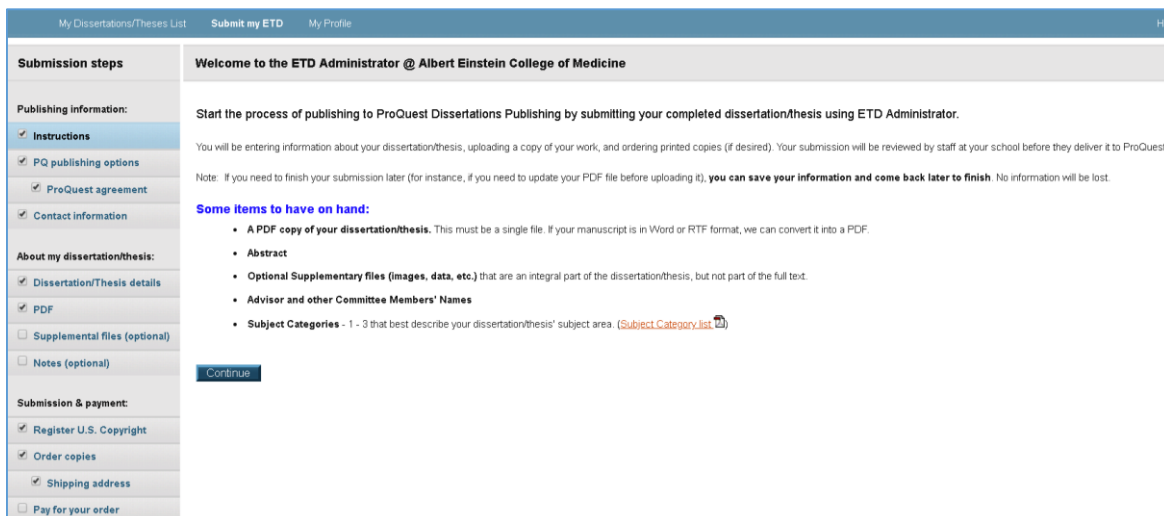 My Dissertations/Theses List Submit my ETD My Profile
Submission steps
Welcome to the ETD Administrator @ Albert Einstein College of Medicine
Publishing information:
Instructions
PQ publishing options
ProQuest agreement
Contact information
About my dissertation/thesis:
Dissertation/Thesis details
PDF
Supplemental files (optional)
Notes (optional)
Submission & payment:
Register U.S. Copyright
Order copies
Shipping address
Pay for your order
Start the process of publishing to ProQuest Dissertations Publishing by submitting your completed dissertation/thesis using ETD Administrator.
You will be entering information about your dissertation/thesis, uploading a copy of your work, and ordering printed copies (if desired). Your submission will be reviewed by staff at your school before they deliver it to ProQuest
Note: If you need to finish your submission later (for instance, if you need to update your PDF file before uploading it), you can save your information and come back later to finish. No information will be lost.
Some items to have on hand:
• A PDF copy of your dissertation/thesis. This must be a single file. If your manuscript is in Word or RTF format, we can convert it into a PDF.
• Abstract
• Optional Supplementary files (images, data, etc.) that are an integral part of the dissertation/thesis, but not part of the full text.
• Advisor and other Committee Members' Names
• Subject Categories - 1 - 3 that best describe your dissertation/thesis' subject area. (Subject Category list )
Continue